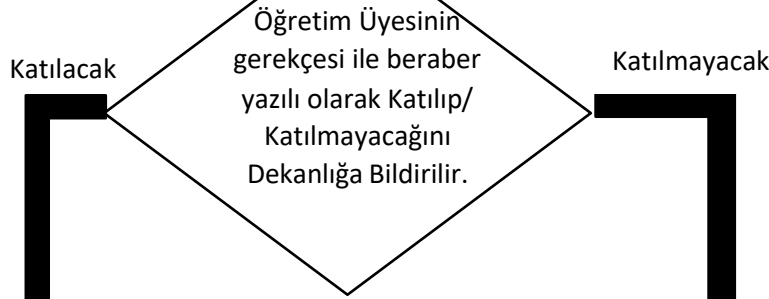 Öğretim Üyesinin
gerekçesi ile beraber
yazılı olarak Katılıp/
Katılmayacağını
Dekanlığa Bildirilir.
Katılacak
Katılmayacak